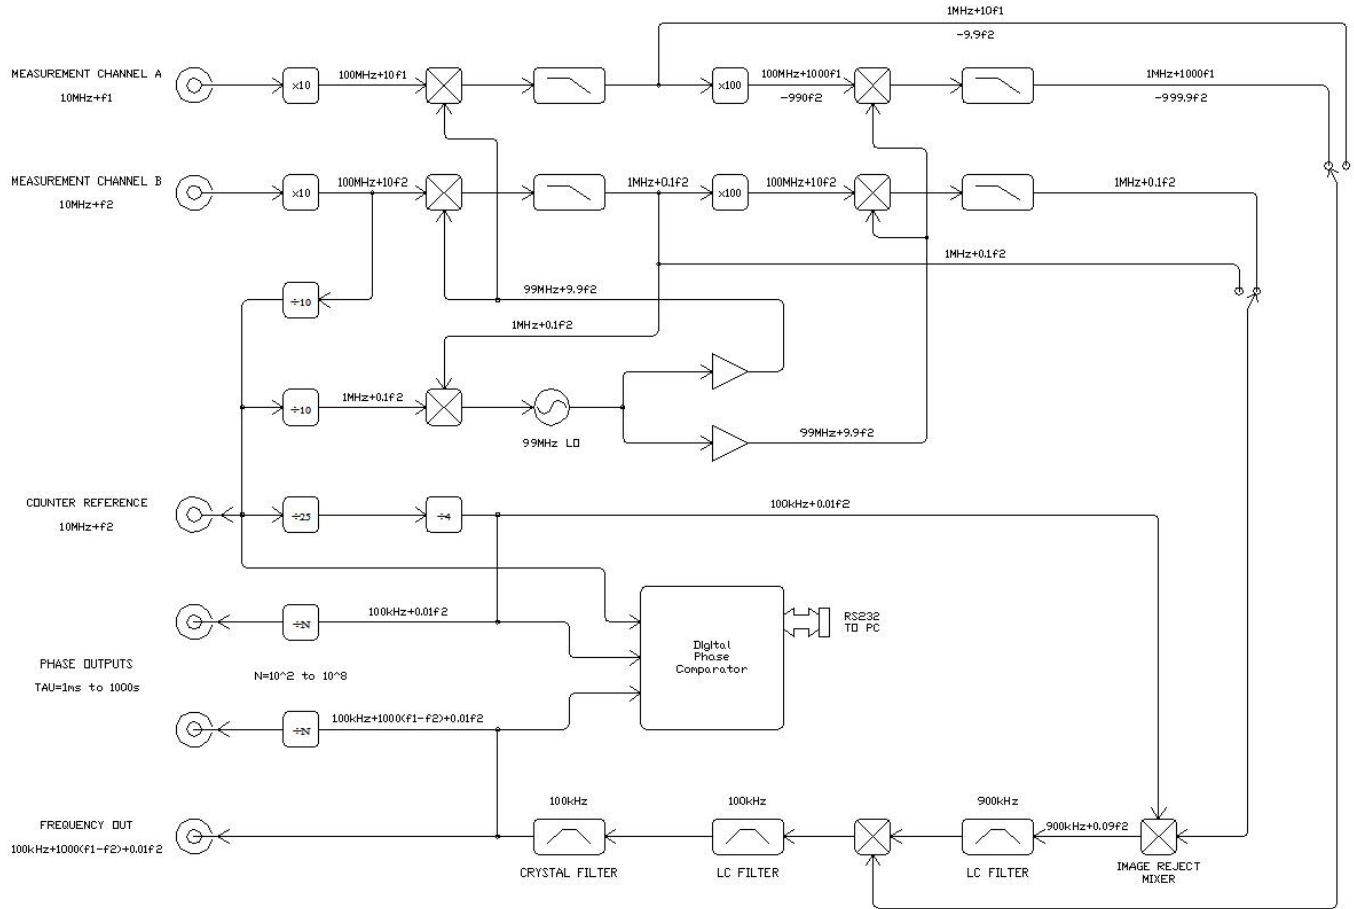 1MHz+10f1
-9.9f2
MEASUREMENT CHANNEL A
10MHz+f1
x10
100MHz+10f1
x100
100MHz+1000f1
-990f2
1MHz+1000f1
-999.9f2
MEASUREMENT CHANNEL B
10MHz+f2
x10
100MHz+10f2
1MHz+0.1f2
x100
100MHz+10f2
1MHz+0.1f2
1MHz+0.1f2
÷10
99MHz+9.9f2
1MHz+0.1f2
÷10
1MHz+0.1f2
99MHz LO
99MHz+9.9f2
COUNTER REFERENCE
10MHz+f2
÷25
÷4
100kHz+0.01f2
÷N
100kHz+0.01f2
Digital
Phase
Comparator
RS232
TO PC
PHASE OUTPUTS
TAU=1ms to 1000s
N=10^2 to 10^8
÷N
100kHz+1000(f1-f2)+0.01f2
FREQUENCY OUT
100kHz+1000(f1-f2)+0.01f2
100kHz
CRYSTAL FILTER
100kHz
LC FILTER
900kHz
LC FILTER
900kHz+0.09f2
IMAGE REJECT
MIXER